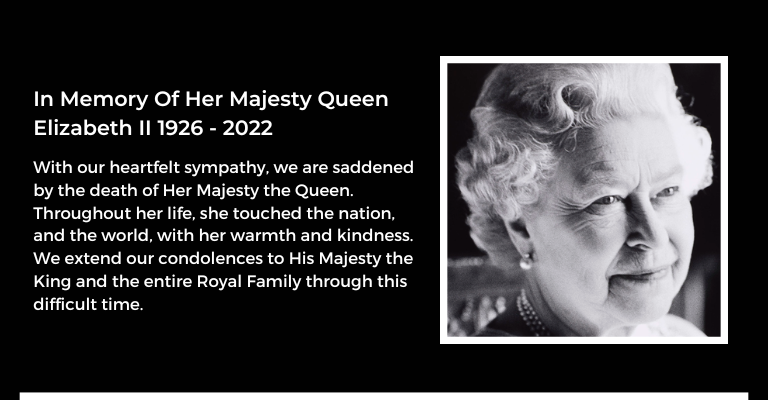 In Memory Of Her Majesty Queen
Elizabeth II 1926 - 2022
With our heartfelt sympathy, we are saddened
by the death of Her Majesty the Queen.
Throughout her life, she touched the nation,
and the world, with her warmth and kindness.
We extend our condolences to His Majesty the
King and the entire Royal Family through this
difficult time.